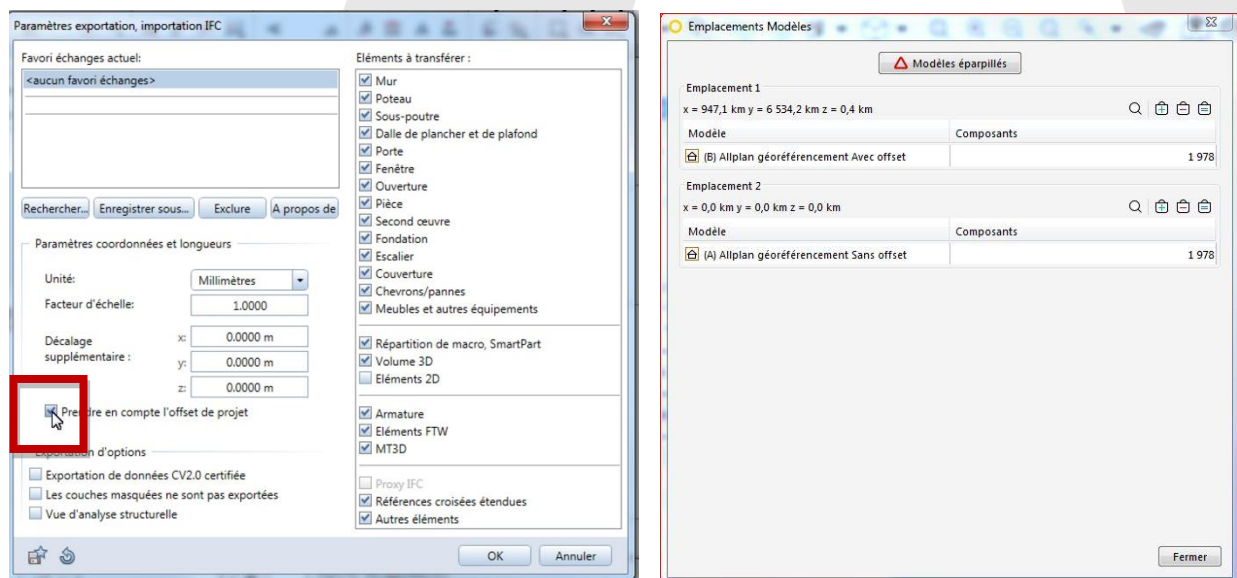 Paramètres exportation, importation IFC
Favori échanges actuel:
<aucun favori échanges>
Rechercher...
Enregistrer sous...
Exclure
A propos de
Paramètres coordonnées et longueurs
Unité:
Millimètres
Facteur d'échelle:
1.0000
Décalage
supplémentaire :
x:
0.0000 m
y:
0.0000 m
z:
0.0000 m
Prendre en compte l'offset de projet
Exportation d'options
Exportation de données CV2.0 certifiée
Les couches masquées ne sont pas exportées
Vue d'analyse structurelle
Eléments à transférer :
Mur
Poteau
Sous-poutre
Dalle de plancher et de plafond
Porte
Fenêtre
Ouverture
Pièce
Second œuvre
Fondation
Escalier
Couverture
Chevrons/pannes
Meubles et autres équipements
Répartition de macro, SmartPart
Volume 3D
Eléments 2D
Armature
Eléments FTW
MT3D
Proxy IFC
Références croisées étendues
Autres éléments
OK
Annuler
Emplacements Modèles
Modèles éparpillés
Emplacement 1
x = 947,1 km y = 6 534,2 km z = 0,4 km
Modèle Composants
(B) Allplan géoréférencement Avec offset 1 978
Emplacement 2
x = 0,0 km y = 0,0 km z = 0,0 km
Modèle Composants
(A) Allplan géoréférencement Sans offset 1 978
Fermer